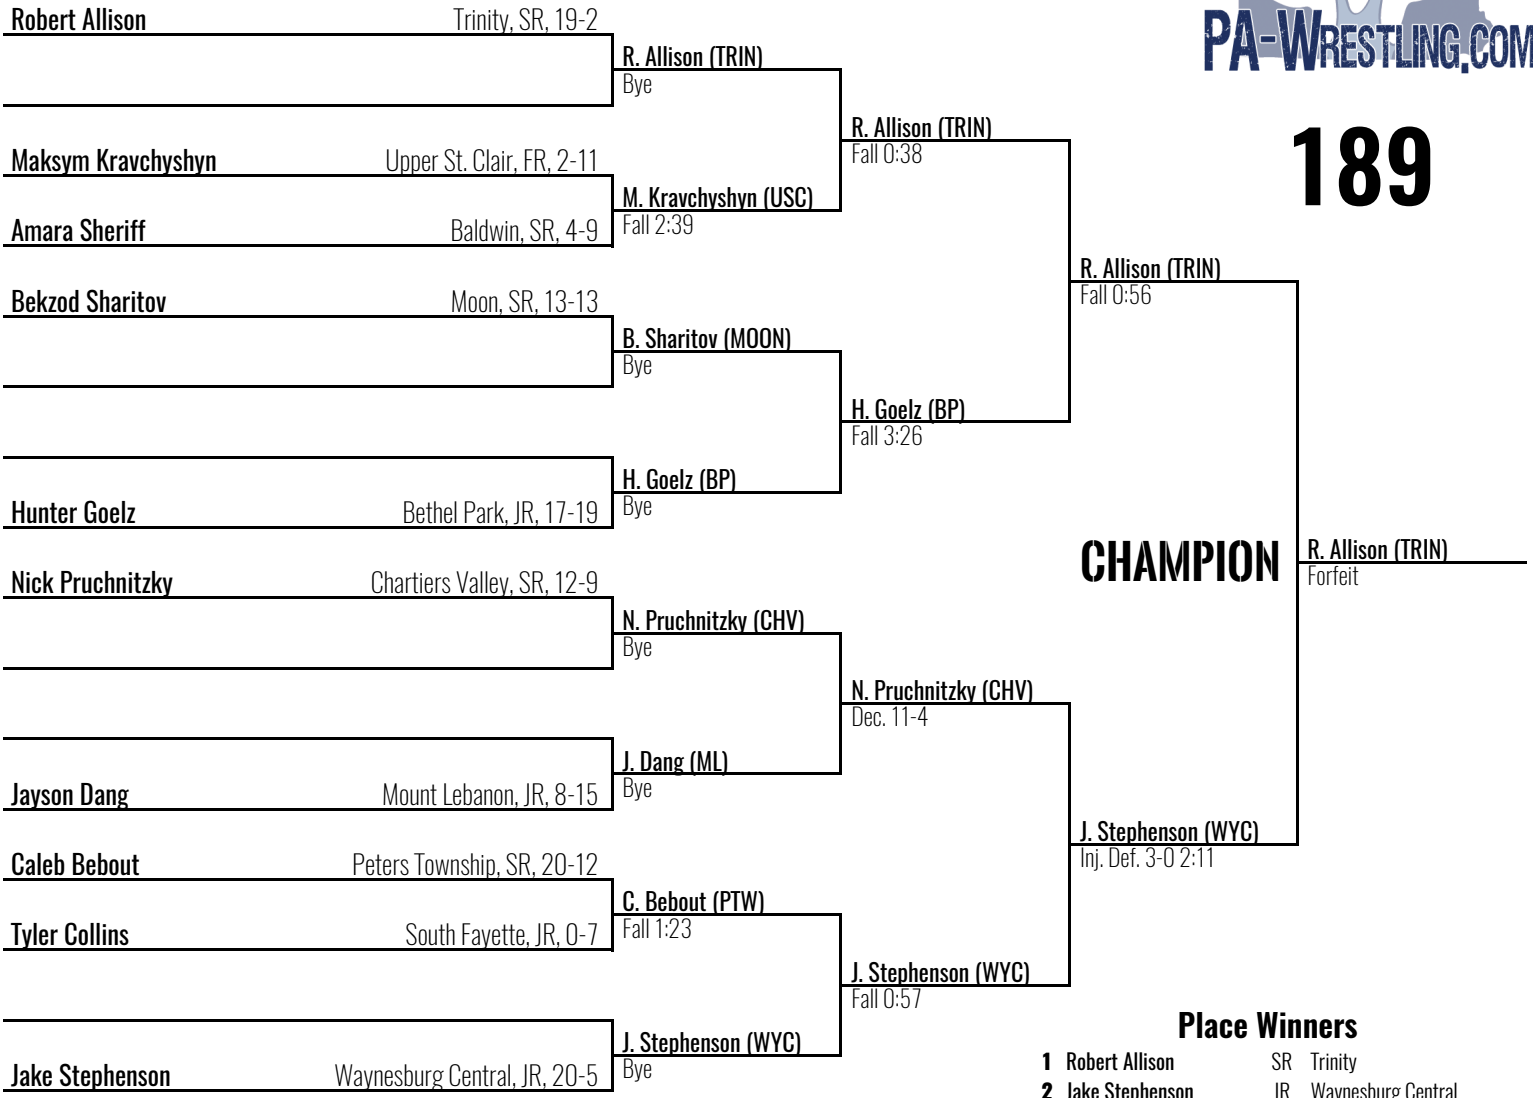 PA-WRESTLING.COM
189
Robert Allison Trinity, SR, 19-2
R. Allison (TRIN)
Bye
R. Allison (TRIN)
Fall 0:38
Maksym Kravchyshyn Upper St. Clair, FR, 2-11
M. Kravchyshyn (USC)
Fall 2:39
Amara Sheriff Baldwin, SR, 4-9
R. Allison (TRIN)
Fall 0:56
Bekzod Sharitov Moon, SR, 13-13
B. Sharitov (MOON)
Bye
H. Goelz (BP)
Fall 3:26
H. Goelz (BP)
Bye
Hunter Goelz Bethel Park, JR, 17-19
CHAMPION
R. Allison (TRIN)
Forfeit
Nick Pruchnitzky Chartiers Valley, SR, 12-9
N. Pruchnitzky (CHV)
Bye
N. Pruchnitzky (CHV)
Dec. 11-4
J. Dang (ML)
Bye
Jayson Dang Mount Lebanon, JR, 8-15
J. Stephenson (WYC)
Inj. Def. 3-0 2:11
Caleb Bebout Peters Township, SR, 20-12
C. Bebout (PTW)
Fall 1:23
Tyler Collins South Fayette, JR, 0-7
J. Stephenson (WYC)
Fall 0:57
J. Stephenson (WYC)
Bye
Jake Stephenson Waynesburg Central, JR, 20-5
Place Winners
1 Robert Allison SR Trinity
2 Jake Stephenson JR Waynesburg Central